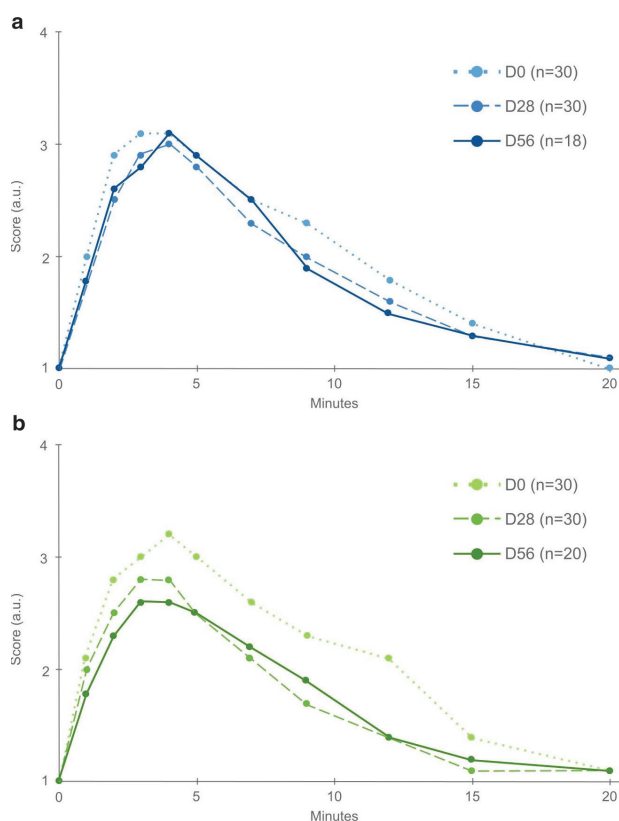 a
4
3
2
1
Score (a.u.)
D0 (n=30)
D28 (n=30)
D56 (n=18)
0 5 10 15 20
Minutes
b
4
3
2
1
Score (a.u.)
D0 (n=30)
D28 (n=30)
D56 (n=20)
0 5 10 15 20
Minutes